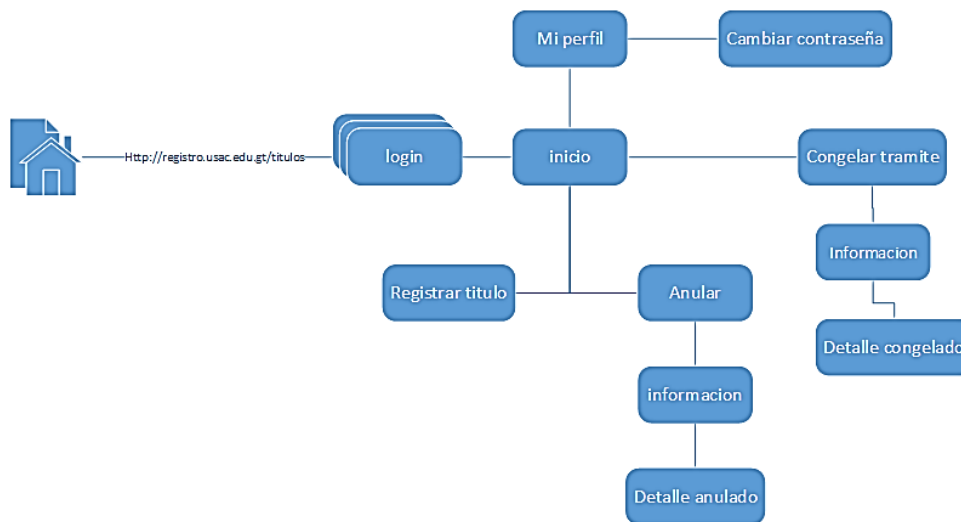 Mi perfil
Cambiar contraseña
Http://registro.usac.edu.gt/titulos
login
inicio
Congelar tramite
Informacion
Registrar titulo
Anular
Detalle congelado
informacion
Detalle anulado